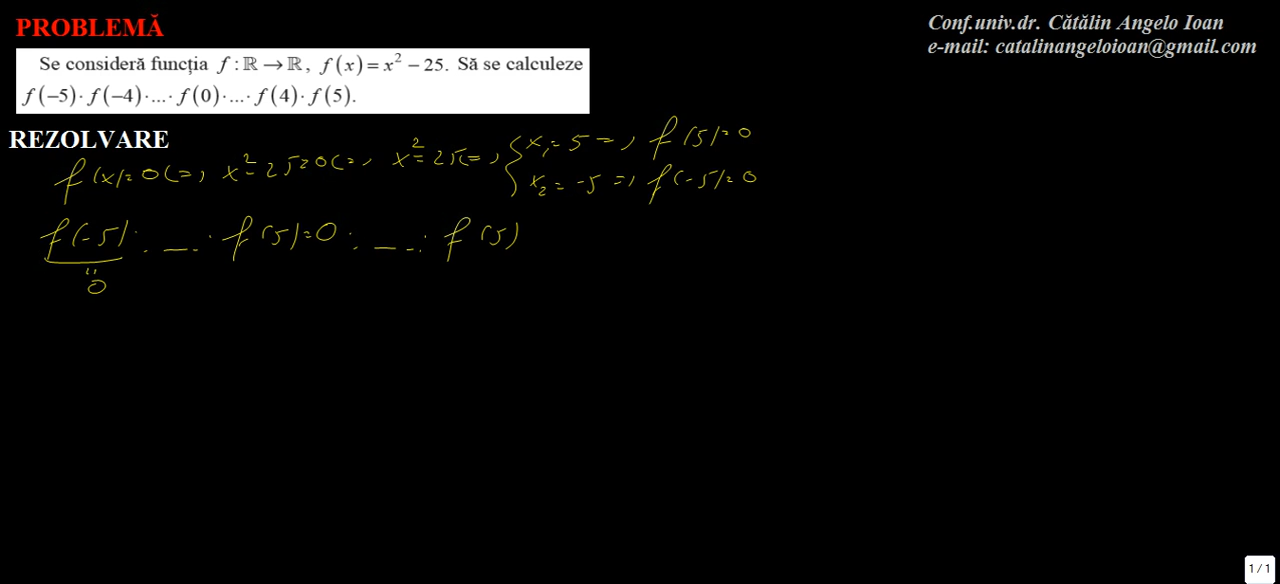 PROBLEMĂ
Conf.univ.dr. Cătălin Angelo Ioan
e-mail: catalinangeloioan@gmail.com
Se consideră funcția f : ℝ → ℝ, f(x) = x² − 25. Să se calculeze
f(−5)· f(−4)·...· f(0)·...· f(4)· f(5).
REZOLVARE
f(x)=0 <=> x²-25=0 <=> x²=25 => { x₁=5 => f(5)=0
x₂=-5 => f(-5)=0
f(-5)· .... · f(5)=0 · .... · f(5)
"
0
1 / 1